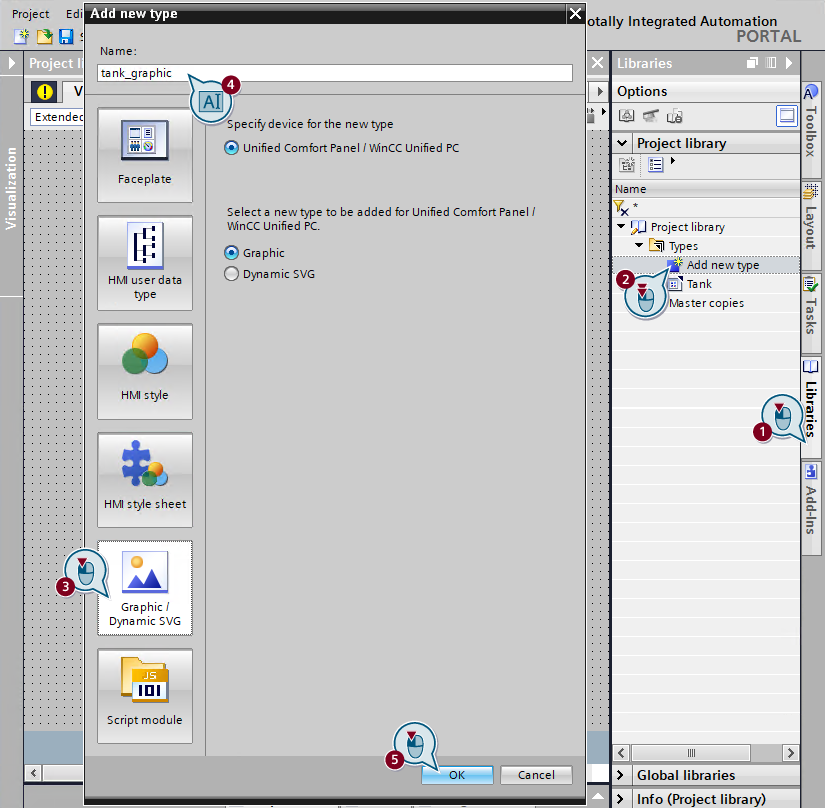 Project
Add new type
otally Integrated Automation
PORTAL
Name:
tank_graphic
4
AI
Specify device for the new type
Unified Comfort Panel / WinCC Unified PC
Select a new type to be added for Unified Comfort Panel /
WinCC Unified PC.
Graphic
Dynamic SVG
Faceplate
HMI user data
type
HMI style
HMI style sheet
3
Graphic /
Dynamic SVG
JS
101
Script module
5
OK
Cancel
Visualization
Extended
Libraries
Options
Project library
Name
*
Project library
Types
Add new type
2
Tank
Master copies
1
Global libraries
Info (Project library)
Toolbox
Layout
Tasks
Libraries
Add-Ins